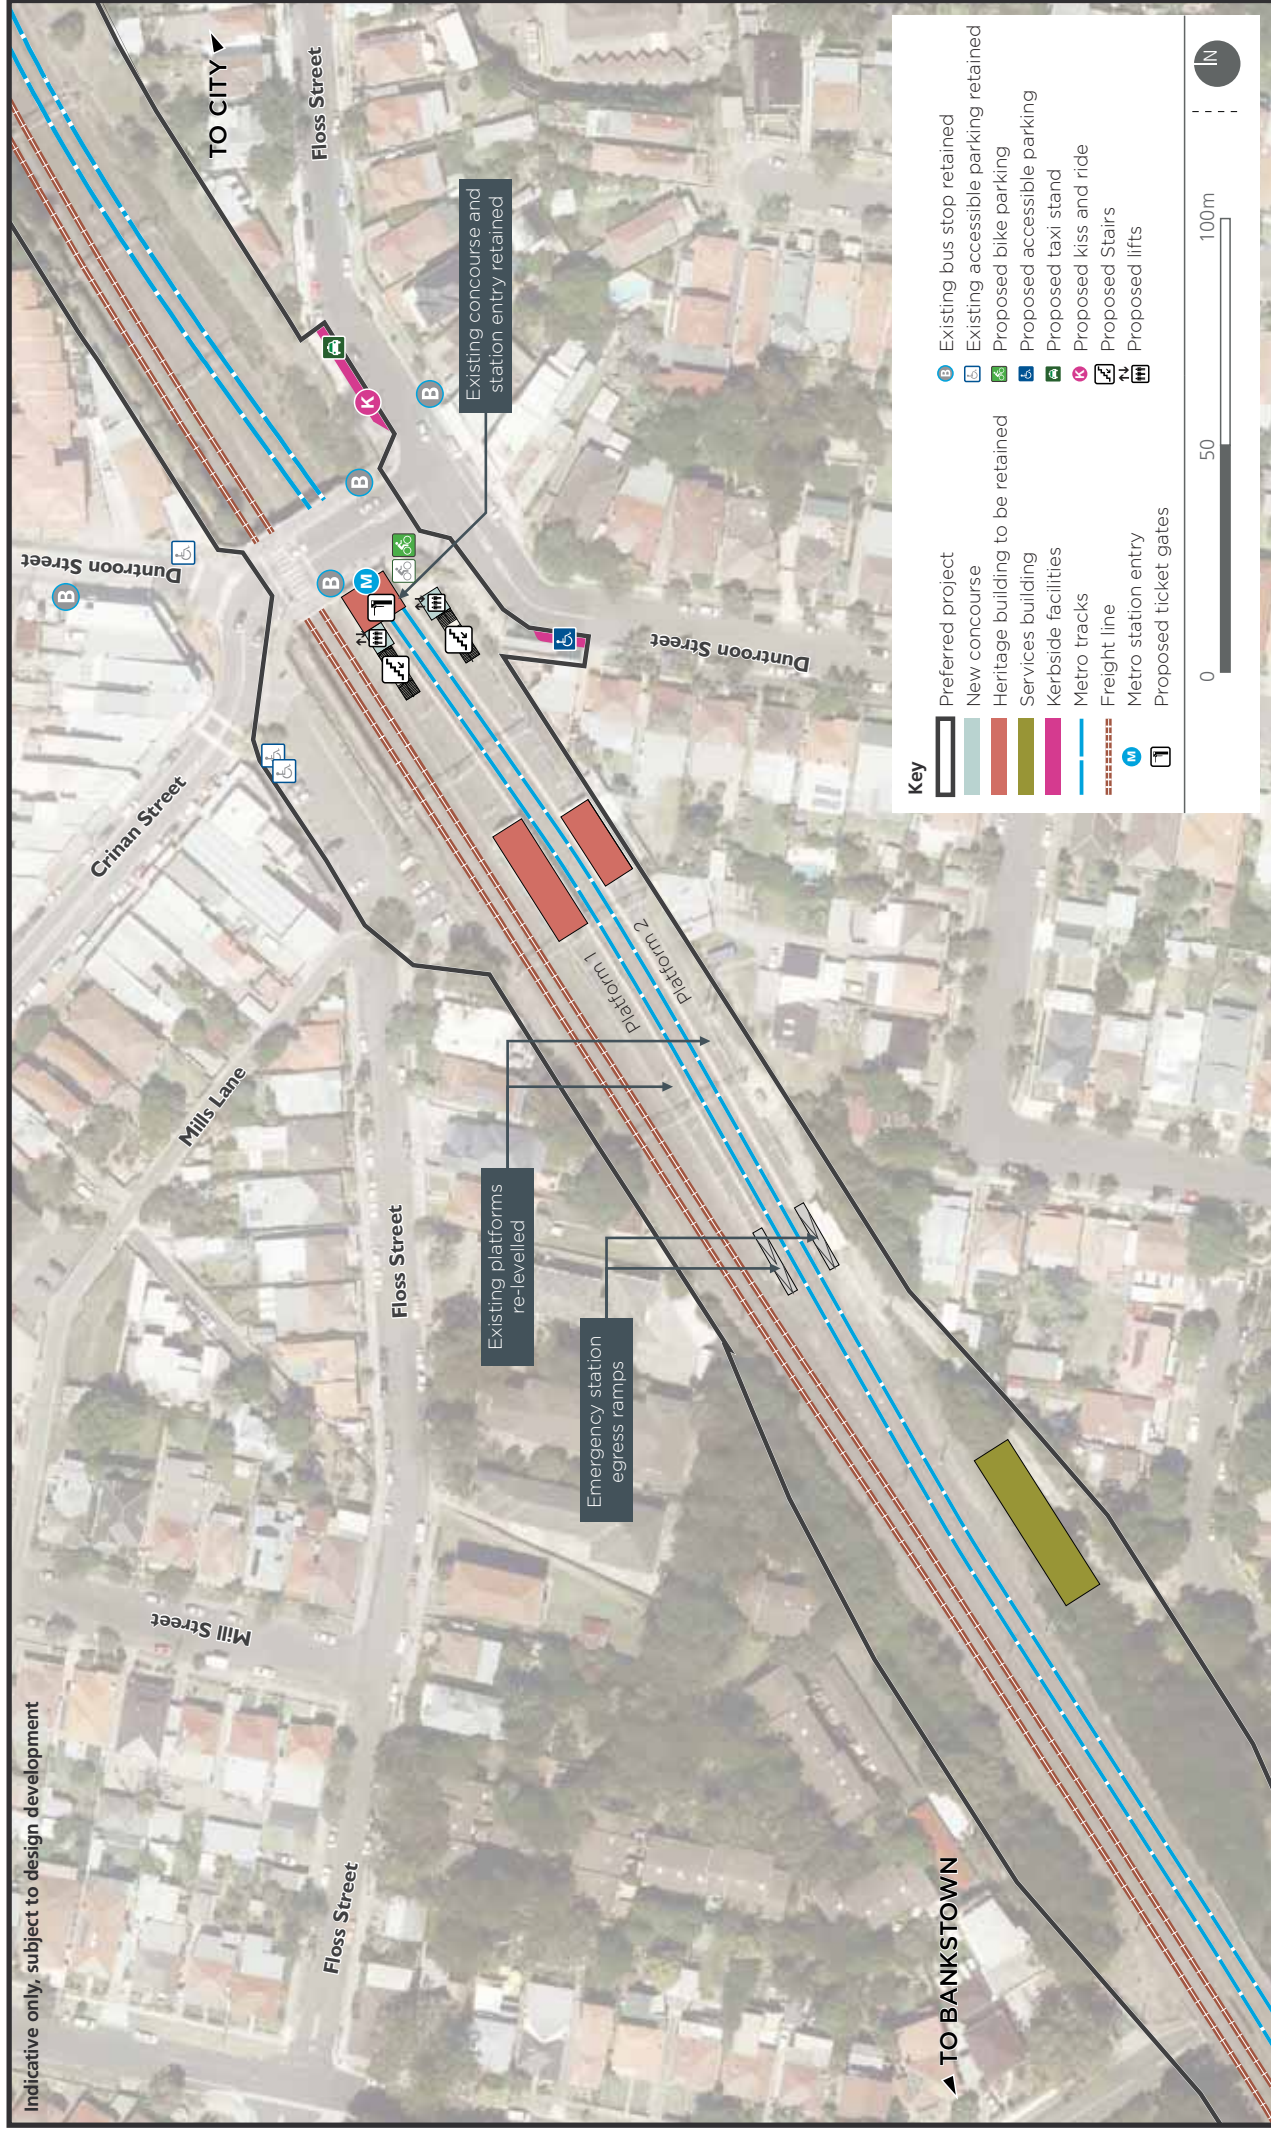 Indicative only, subject to design development
Floss Street
Mill Street
Floss Street
Mills Lane
Crinan Street
Duntroon Street
B
B
B
B
M
K
TO CITY
Floss Street
Existing concourse and
station entry retained
Duntroon Street
Platform 1
Platform 2
Existing platforms
re-levelled
Emergency station
egress ramps
TO BANKSTOWN
Key
Preferred project
New concourse
Heritage building to be retained
Services building
Kerbside facilities
Metro tracks
Freight line
M Metro station entry
Proposed ticket gates
B Existing bus stop retained
Existing accessible parking retained
Proposed bike parking
Proposed accessible parking
Proposed taxi stand
K Proposed kiss and ride
Proposed Stairs
Proposed lifts
0 50 100m
N